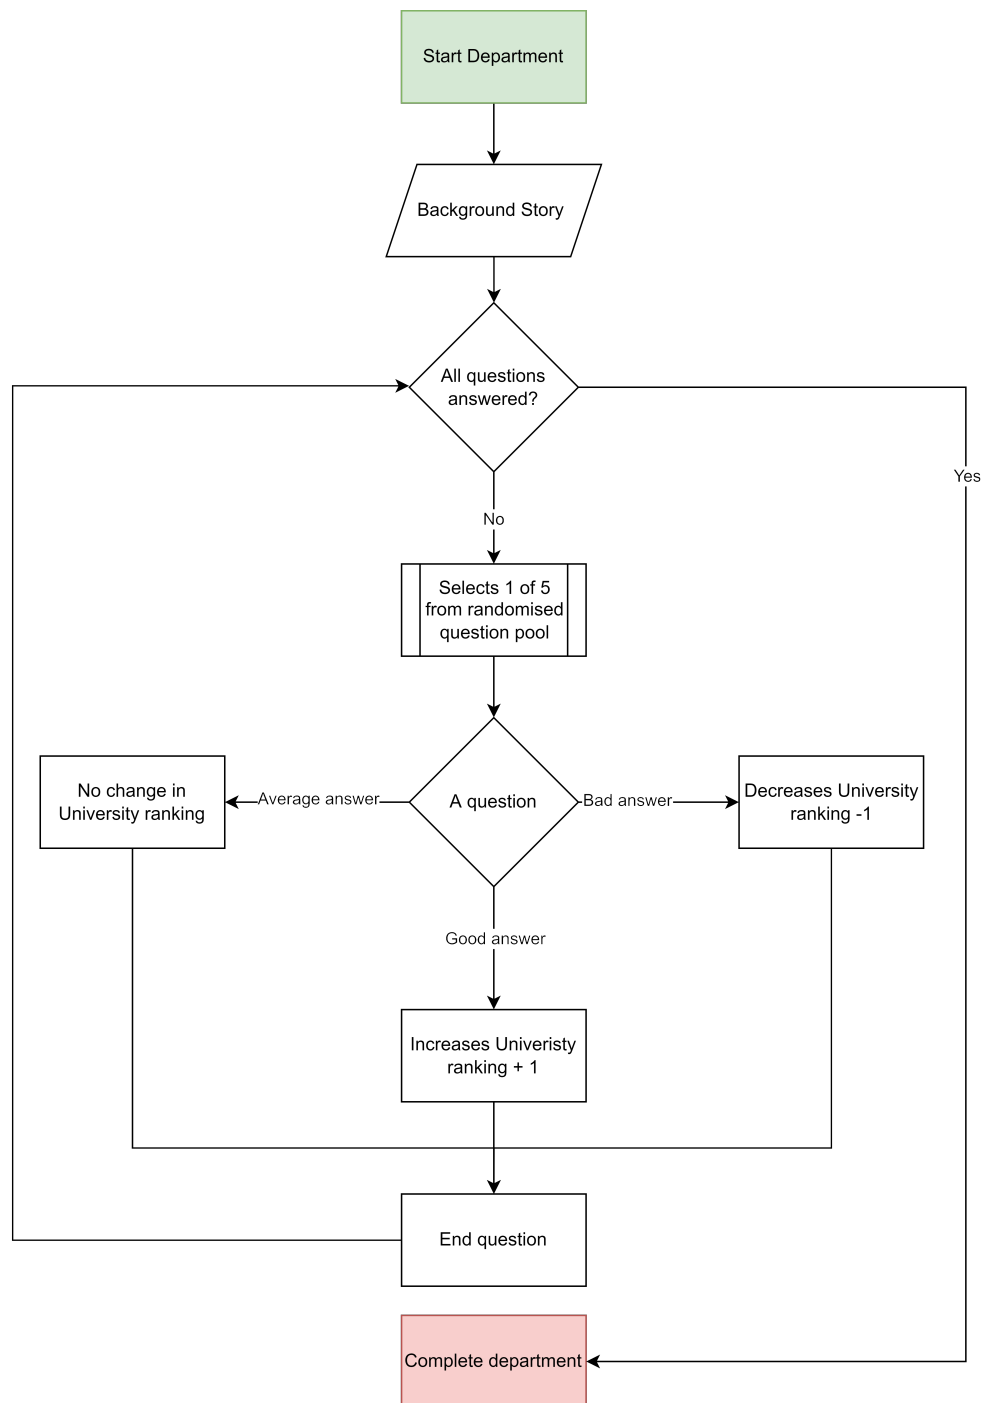 Start Department
Background Story
All questions
answered?
Yes
No
Selects 1 of 5
from randomised
question pool
No change in
University ranking
Average answer
A question
Bad answer
Decreases University
ranking -1
Good answer
Increases Univeristy
ranking + 1
End question
Complete department